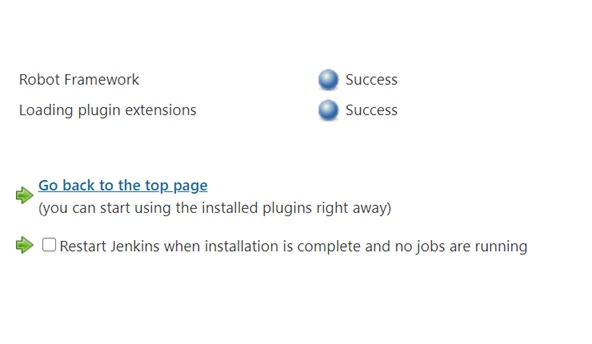 Robot Framework Success
Loading plugin extensions Success
Go back to the top page
(you can start using the installed plugins right away)
Restart Jenkins when installation is complete and no jobs are running